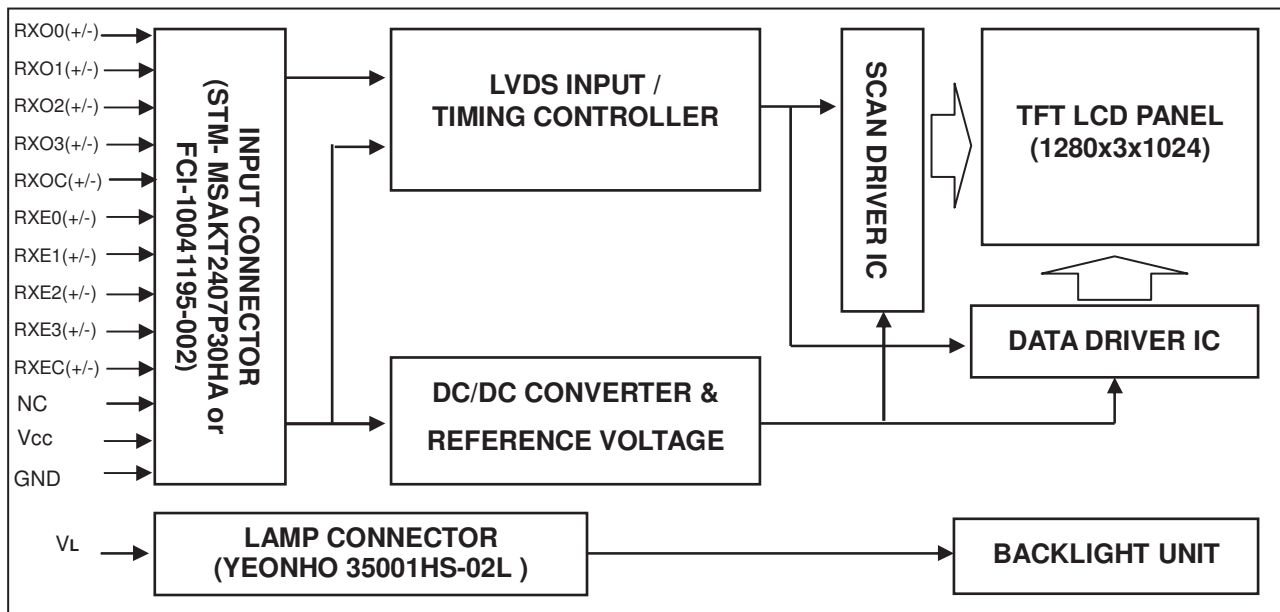 RXO0(+/-)
RXO1(+/-)
RXO2(+/-)
RXO3(+/-)
RXOC(+/-)
RXE0(+/-)
RXE1(+/-)
RXE2(+/-)
RXE3(+/-)
RXEC(+/-)
NC
Vcc
GND
INPUT CONNECTOR
(STM- MSAKT2407P30HA or
FCI-10041195-002)
LVDS INPUT /
TIMING CONTROLLER
SCAN DRIVER IC
TFT LCD PANEL
(1280x3x1024)
DATA DRIVER IC
DC/DC CONVERTER &
REFERENCE VOLTAGE
VL
LAMP CONNECTOR
(YEONHO 35001HS-02L )
BACKLIGHT UNIT